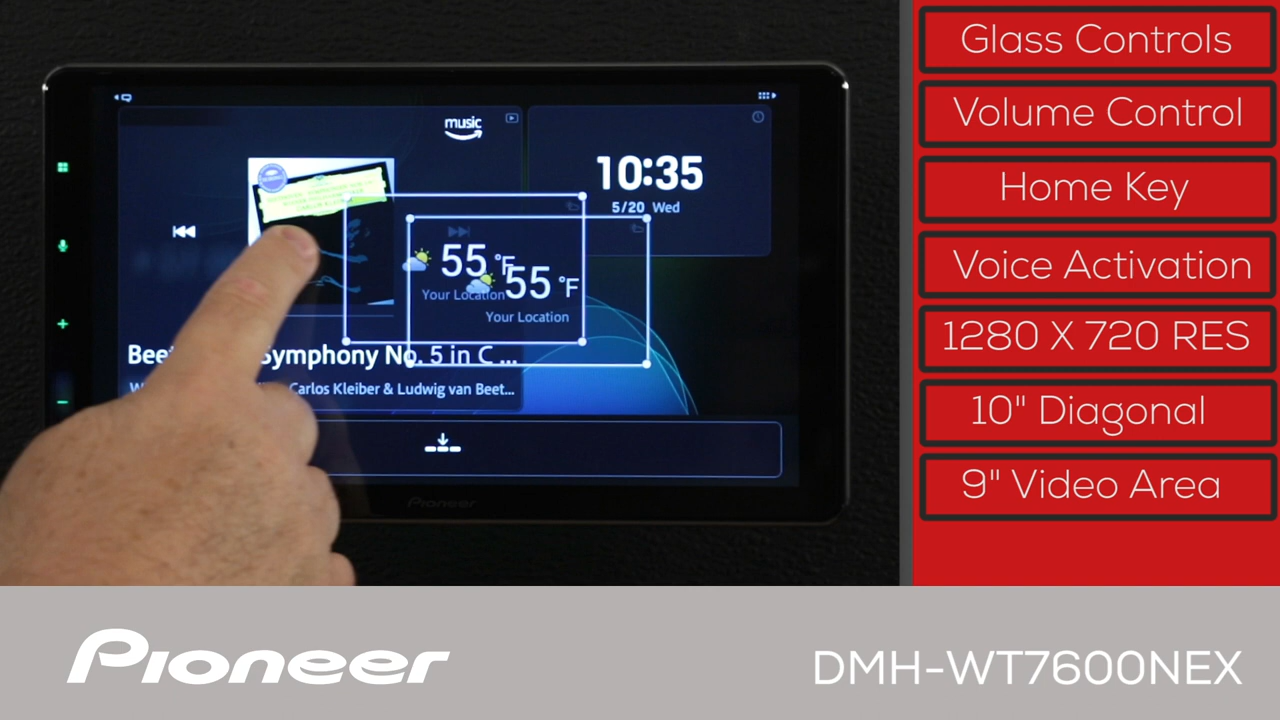 music
10:35
5/20 Wed
55 °F
Your Location
55 °F
Your Location
Symphony No. 5 in C ...
Carlos Kleiber & Ludwig van Beet...
Pioneer
Glass Controls
Volume Control
Home Key
Voice Activation
1280 X 720 RES
10" Diagonal
9" Video Area
Pioneer
DMH-WT7600NEX